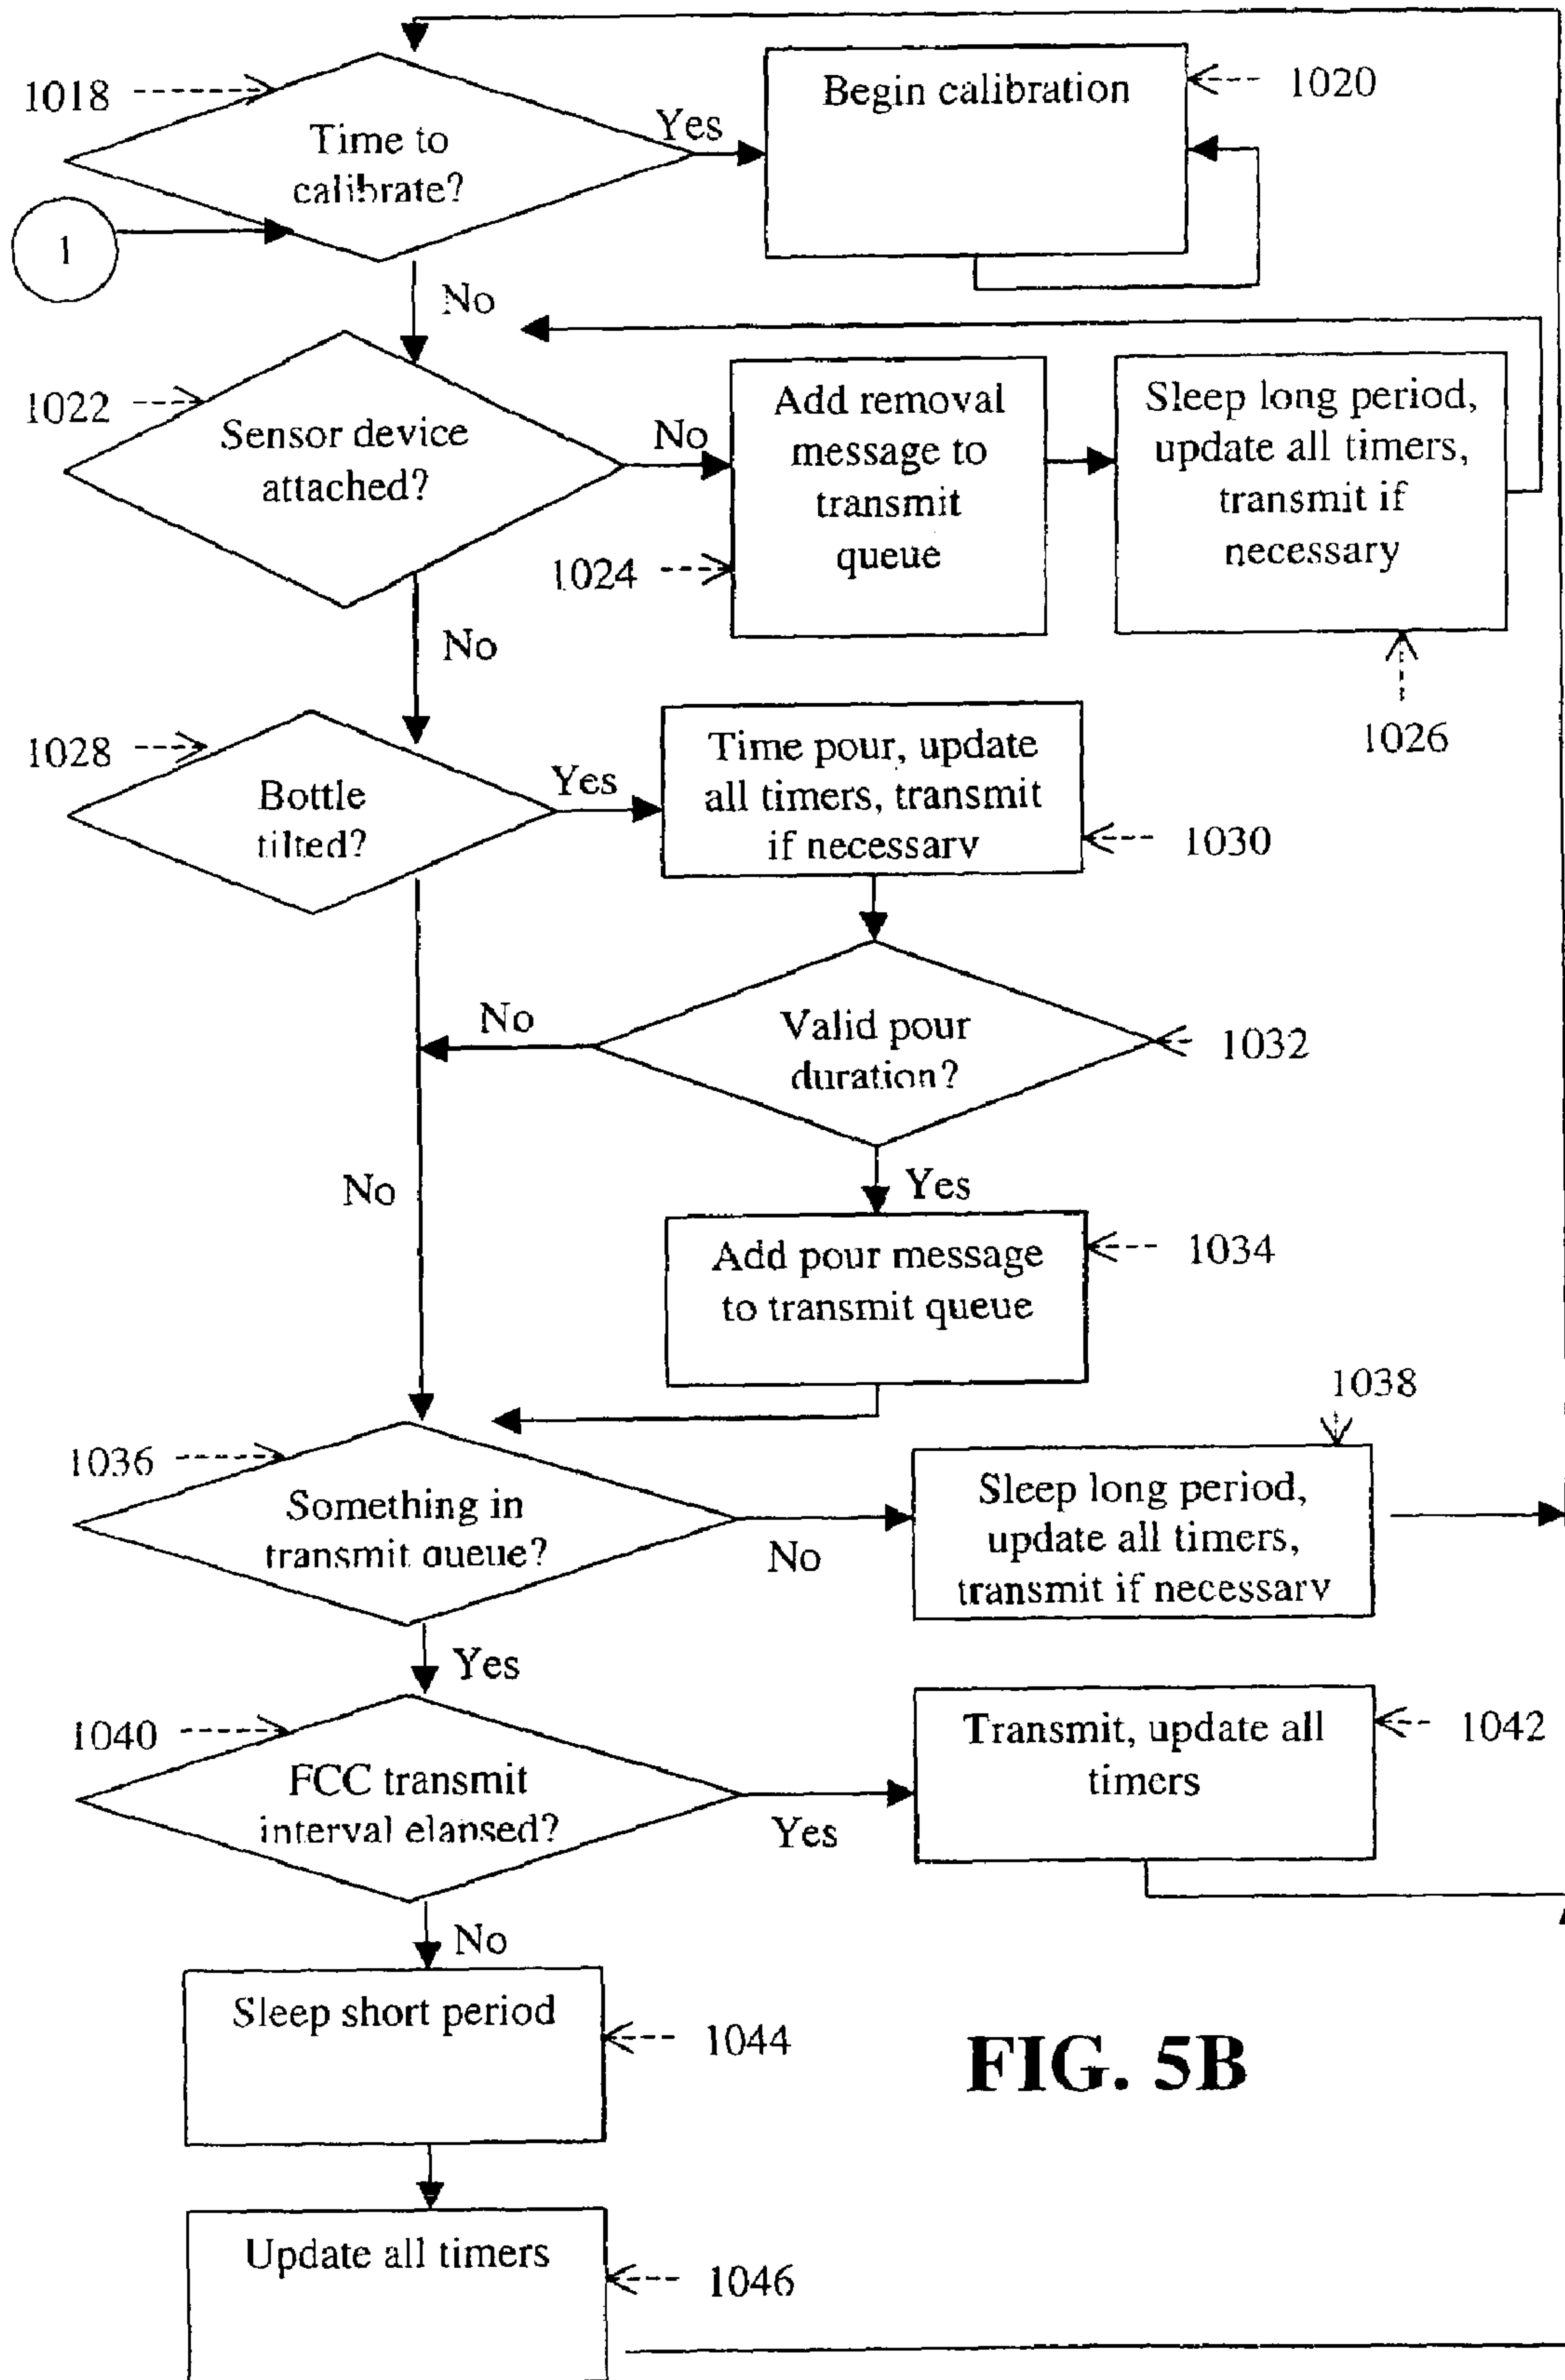 1018
Time to
calibrate?
Yes
Begin calibration
1020
1
No
1022
Sensor device
attached?
No
Add removal
message to
transmit
queue
1024
Sleep long period,
update all timers,
transmit if
necessary
1026
No
1028
Bottle
tilted?
Yes
Time pour, update
all timers, transmit
if necessary
1030
No
Valid pour
duration?
1032
No
Yes
Add pour message
to transmit queue
1034
1036
Something in
transmit queue?
No
1038
Sleep long period,
update all timers,
transmit if necessary
Yes
1040
FCC transmit
interval elapsed?
Yes
Transmit, update all
timers
1042
No
Sleep short period
1044
FIG. 5B
Update all timers
1046